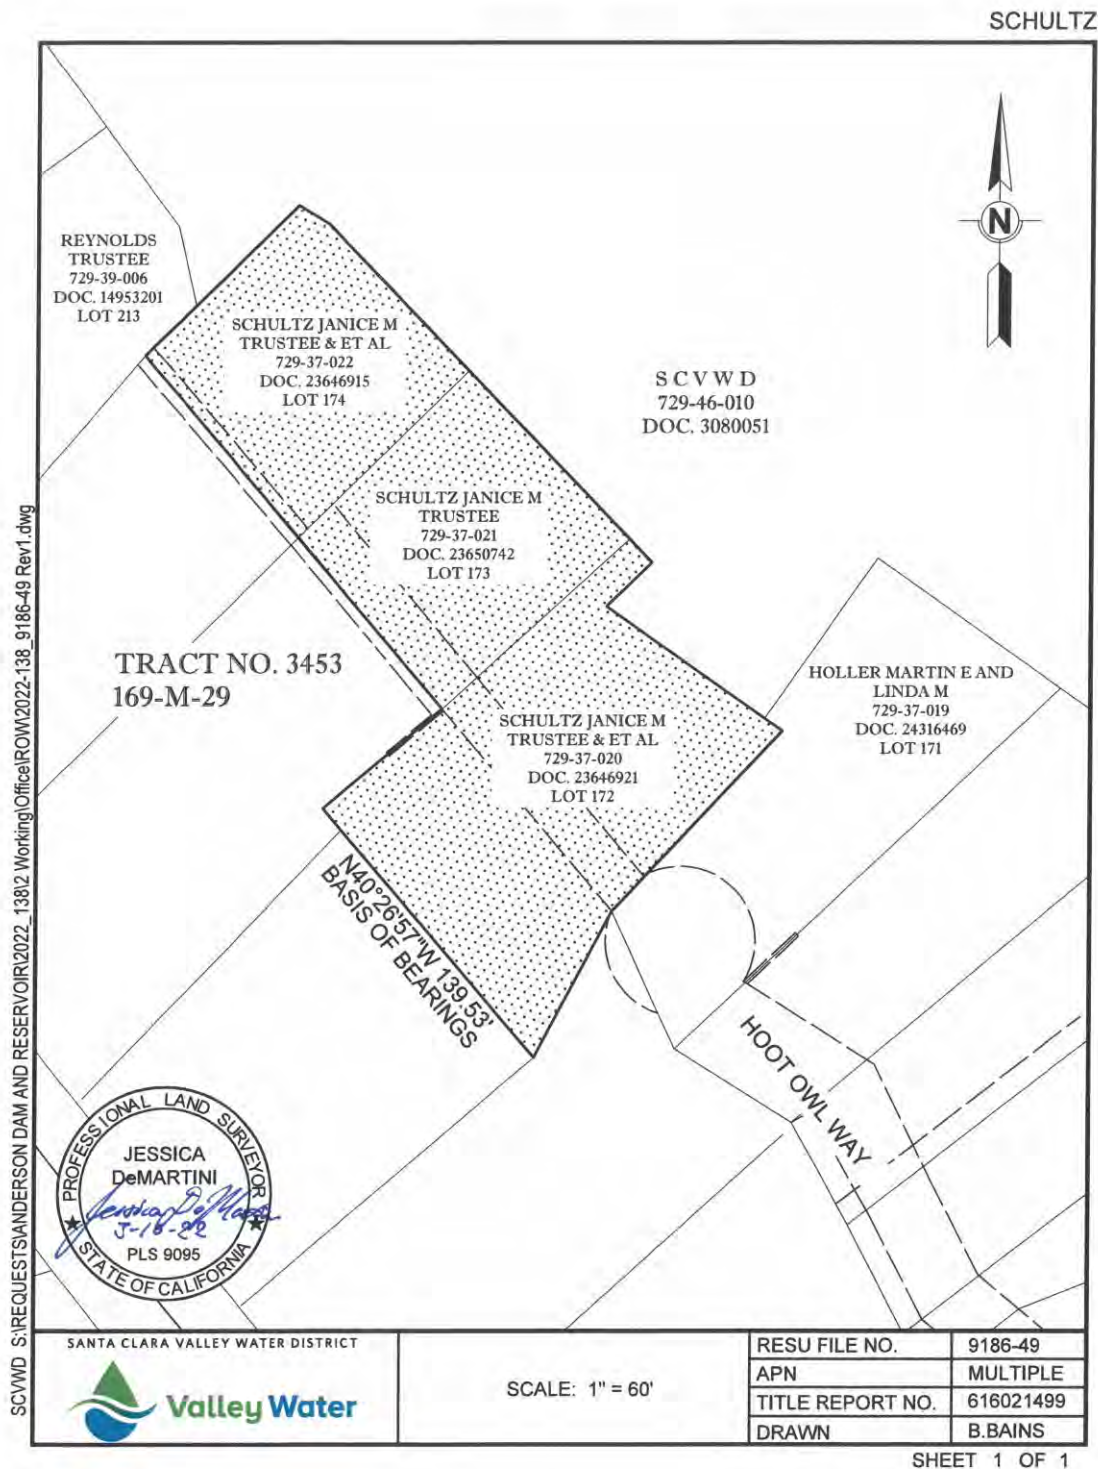 SCHULTZ
REYNOLDS
TRUSTEE
729-39-006
DOC. 14953201
LOT 213
SCHULTZ JANICE M
TRUSTEE & ET AL
729-37-022
DOC. 23646915
LOT 174
N
S C V W D
729-46-010
DOC. 3080051
SCHULTZ JANICE M
TRUSTEE
729-37-021
DOC. 23650742
LOT 173
TRACT NO. 3453
169-M-29
HOLLER MARTIN E AND
LINDA M
729-37-019
DOC. 24316469
LOT 171
SCHULTZ JANICE M
TRUSTEE & ET AL
729-37-020
DOC. 23646921
LOT 172
N40°26'57"W 139.53'
BASIS OF BEARINGS
HOOT OWL WAY
PROFESSIONAL LAND SURVEYOR
JESSICA
DeMARTINI
PLS 9095
STATE OF CALIFORNIA
SCVWD S:\REQUESTS\ANDERSON DAM AND RESERVOIR\2022_138\2 Working\Office\ROW\2022-138_9186-49 Rev1.dwg
SANTA CLARA VALLEY WATER DISTRICT
Valley Water
SCALE: 1" = 60'
RESU FILE NO. 9186-49
APN MULTIPLE
TITLE REPORT NO. 616021499
DRAWN B.BAINS
SHEET 1 OF 1